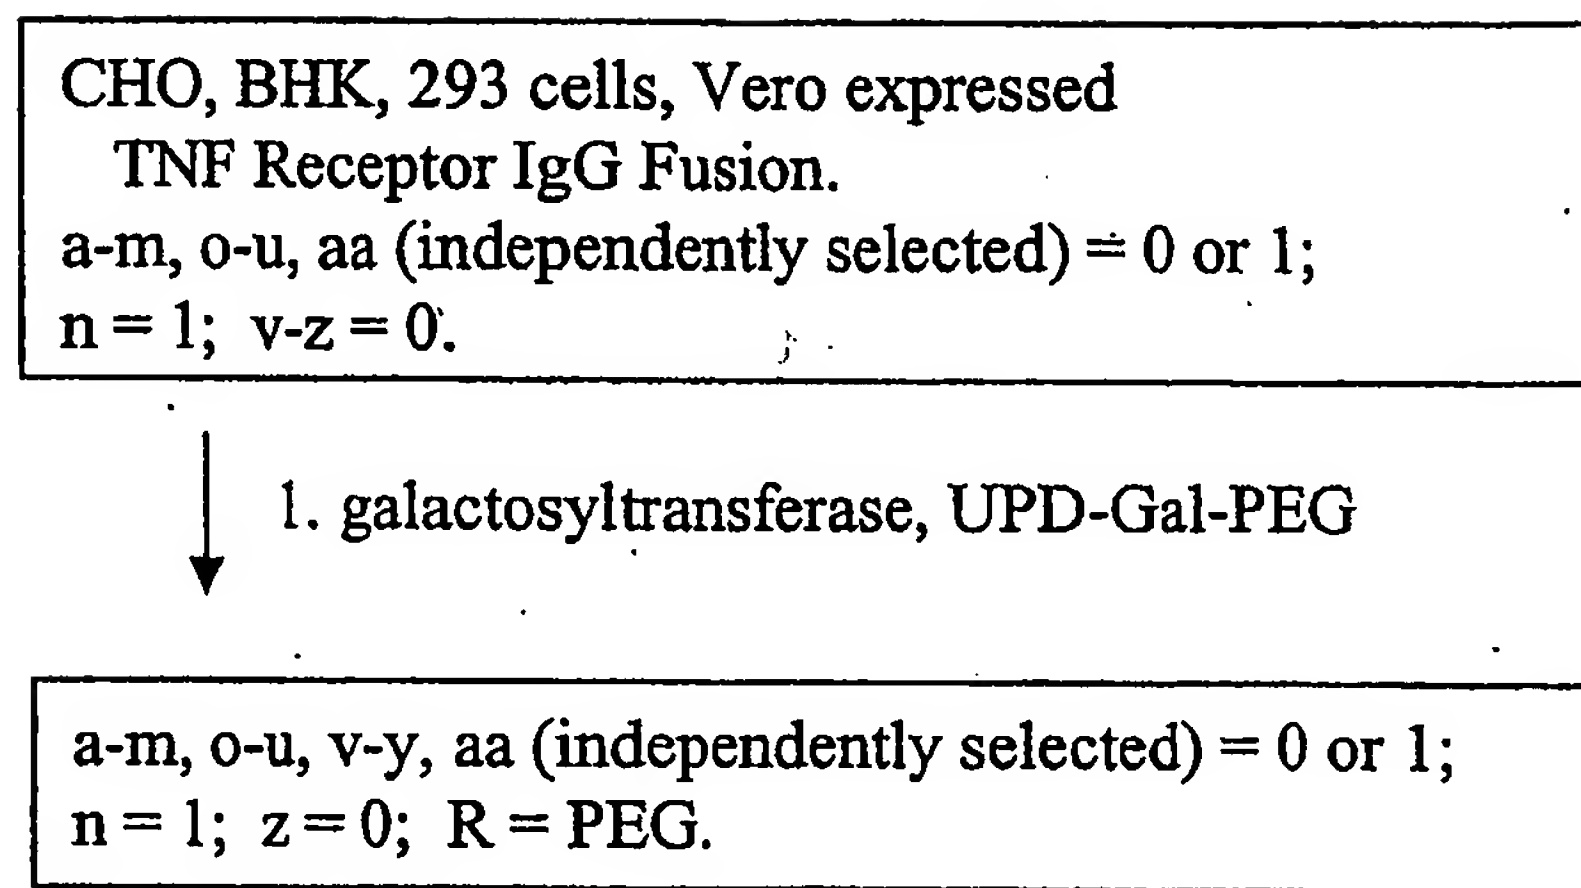 CHO, BHK, 293 cells, Vero expressed
TNF Receptor IgG Fusion.
a-m, o-u, aa (independently selected) = 0 or 1;
n = 1; v-z = 0.
1. galactosyltransferase, UPD-Gal-PEG
a-m, o-u, v-y, aa (independently selected) = 0 or 1;
n = 1; z = 0; R = PEG.